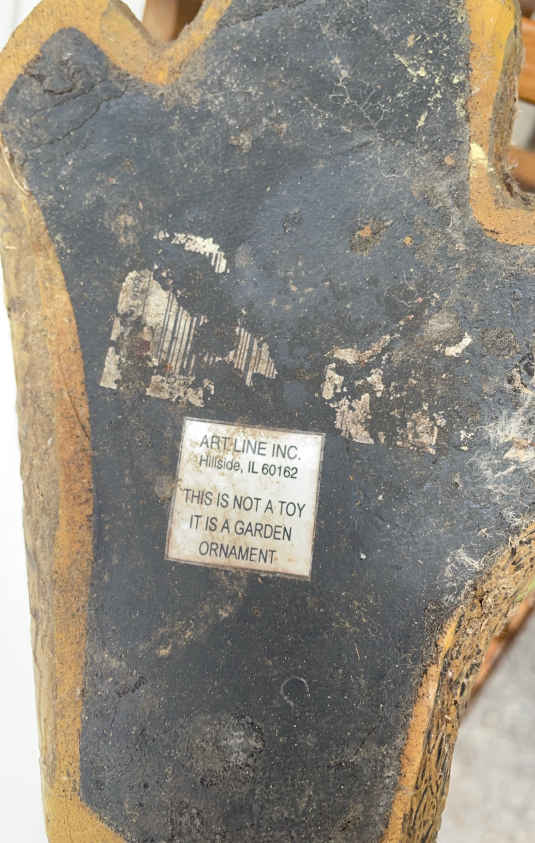 ART LINE INC.
Hillside, IL 60162
THIS IS NOT A TOY
IT IS A GARDEN
ORNAMENT